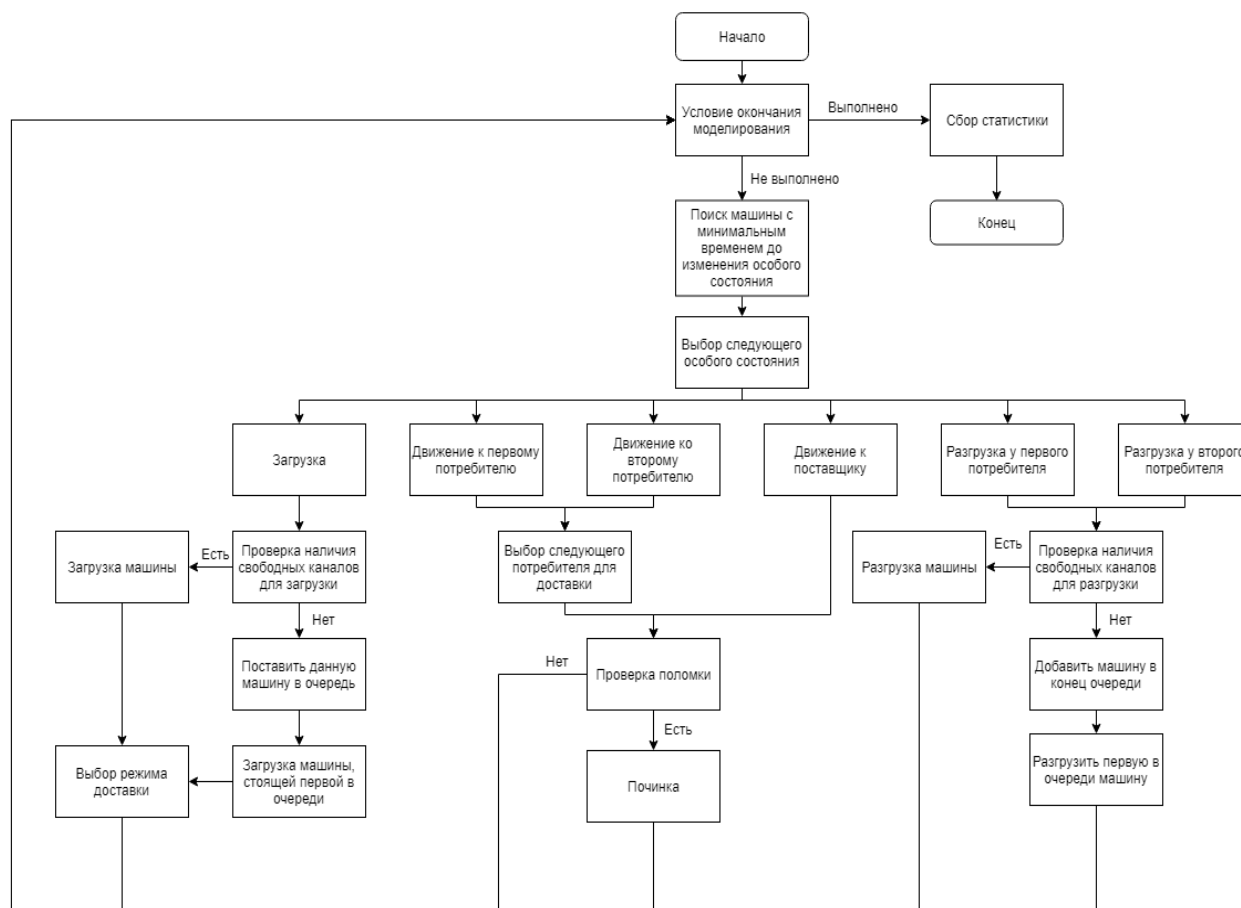 Начало
Условие окончания
моделирования
Выполнено
Сбор статистики
Не выполнено
Конец
Поиск машины с
минимальным
временем до
изменения особого
состояния
Выбор следующего
особого состояния
Загрузка
Движение к первому
потребителю
Движение ко
второму
потребителю
Движение к
поставщику
Разгрузка у первого
потребителя
Разгрузка у второго
потребителя
Загрузка машины
Есть
Проверка наличия
свободных каналов
для загрузки
Выбор следующего
потребителя для
доставки
Разгрузка машины
Есть
Проверка наличия
свободных каналов
для разгрузки
Нет
Нет
Поставить данную
машину в очередь
Нет
Проверка поломки
Добавить машину в
конец очереди
Есть
Выбор режима
доставки
Загрузка машины,
стоящей первой в
очереди
Починка
Разгрузить первую в
очереди машину